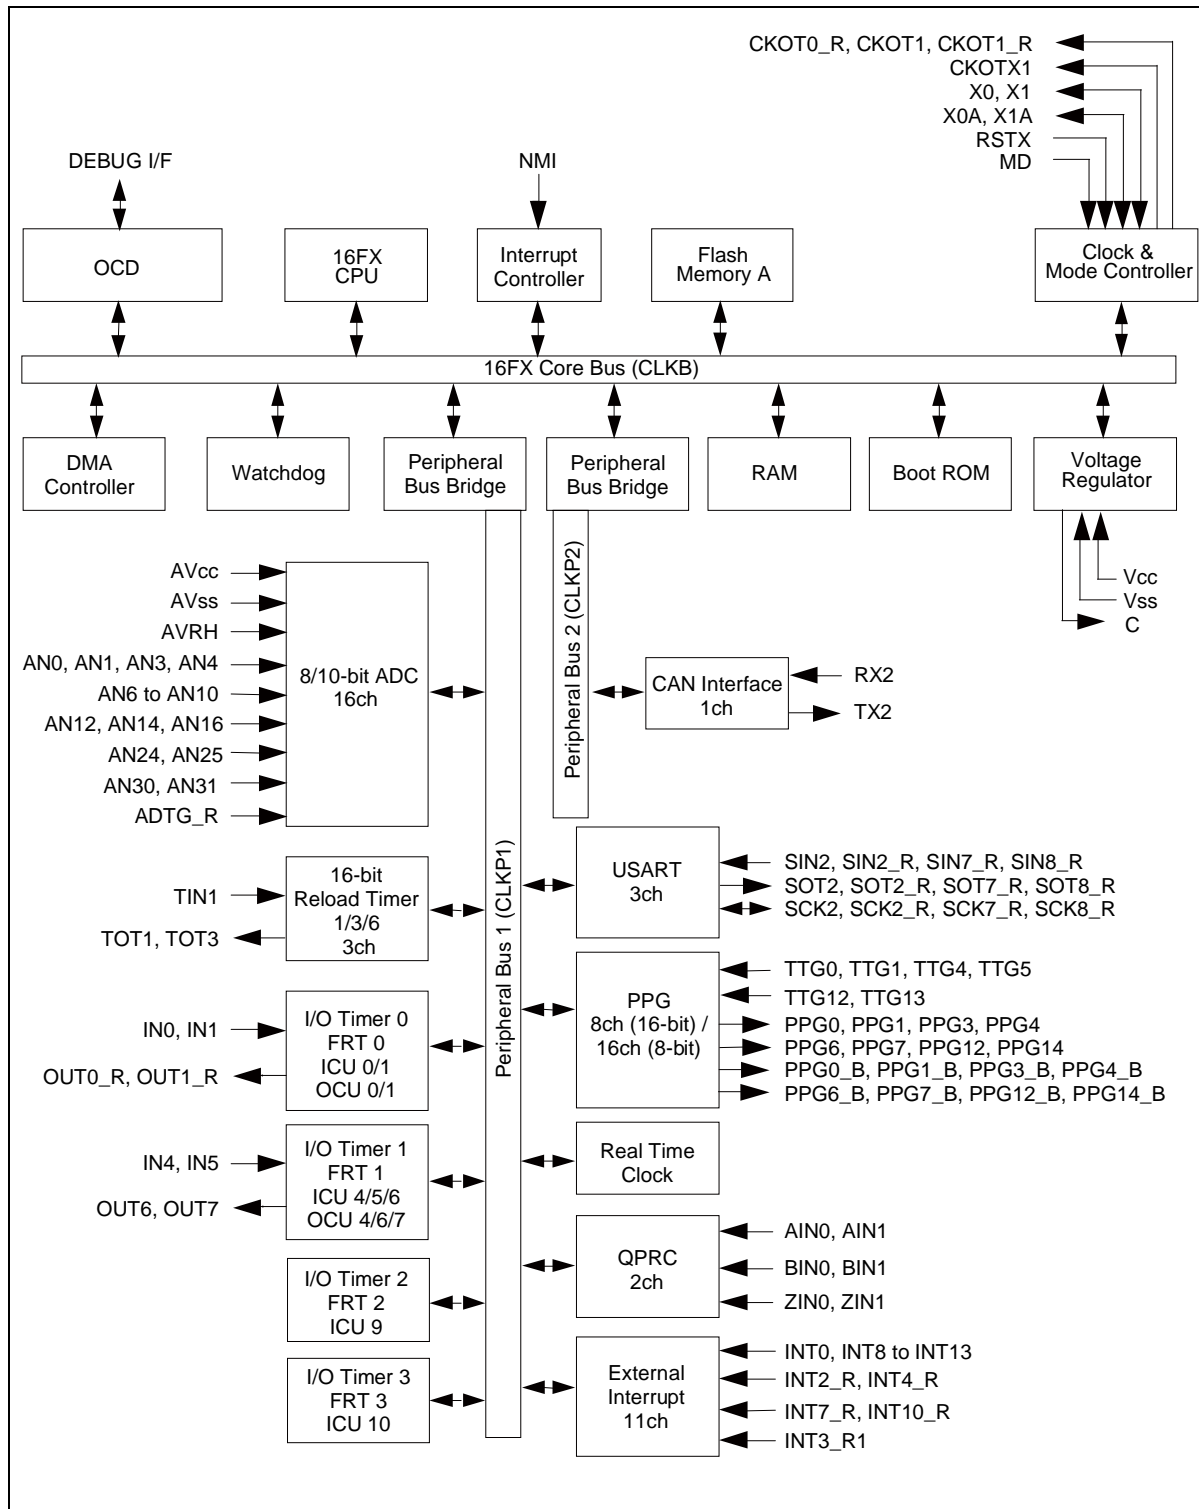 CKOT0_R, CKOT1, CKOT1_R
CKOTX1
X0, X1
X0A, X1A
RSTX
MD
DEBUG I/F
NMI
OCD
16FX
CPU
Interrupt
Controller
Flash
Memory A
Clock &
Mode Controller
16FX Core Bus (CLKB)
DMA
Controller
Watchdog
Peripheral
Bus Bridge
Peripheral
Bus Bridge
RAM
Boot ROM
Voltage
Regulator
Vcc
Vss
C
Peripheral Bus 1 (CLKP1)
Peripheral Bus 2 (CLKP2)
AVcc
AVss
AVRH
AN0, AN1, AN3, AN4
AN6 to AN10
AN12, AN14, AN16
AN24, AN25
AN30, AN31
ADTG_R
8/10-bit ADC
16ch
CAN Interface
1ch
RX2
TX2
TIN1
TOT1, TOT3
16-bit
Reload Timer
1/3/6
3ch
USART
3ch
SIN2, SIN2_R, SIN7_R, SIN8_R
SOT2, SOT2_R, SOT7_R, SOT8_R
SCK2, SCK2_R, SCK7_R, SCK8_R
IN0, IN1
OUT0_R, OUT1_R
I/O Timer 0
FRT 0
ICU 0/1
OCU 0/1
PPG
8ch (16-bit) /
16ch (8-bit)
TTG0, TTG1, TTG4, TTG5
TTG12, TTG13
PPG0, PPG1, PPG3, PPG4
PPG6, PPG7, PPG12, PPG14
PPG0_B, PPG1_B, PPG3_B, PPG4_B
PPG6_B, PPG7_B, PPG12_B, PPG14_B
IN4, IN5
OUT6, OUT7
I/O Timer 1
FRT 1
ICU 4/5/6
OCU 4/6/7
Real Time
Clock
I/O Timer 2
FRT 2
ICU 9
QPRC
2ch
AIN0, AIN1
BIN0, BIN1
ZIN0, ZIN1
I/O Timer 3
FRT 3
ICU 10
External
Interrupt
11ch
INT0, INT8 to INT13
INT2_R, INT4_R
INT7_R, INT10_R
INT3_R1